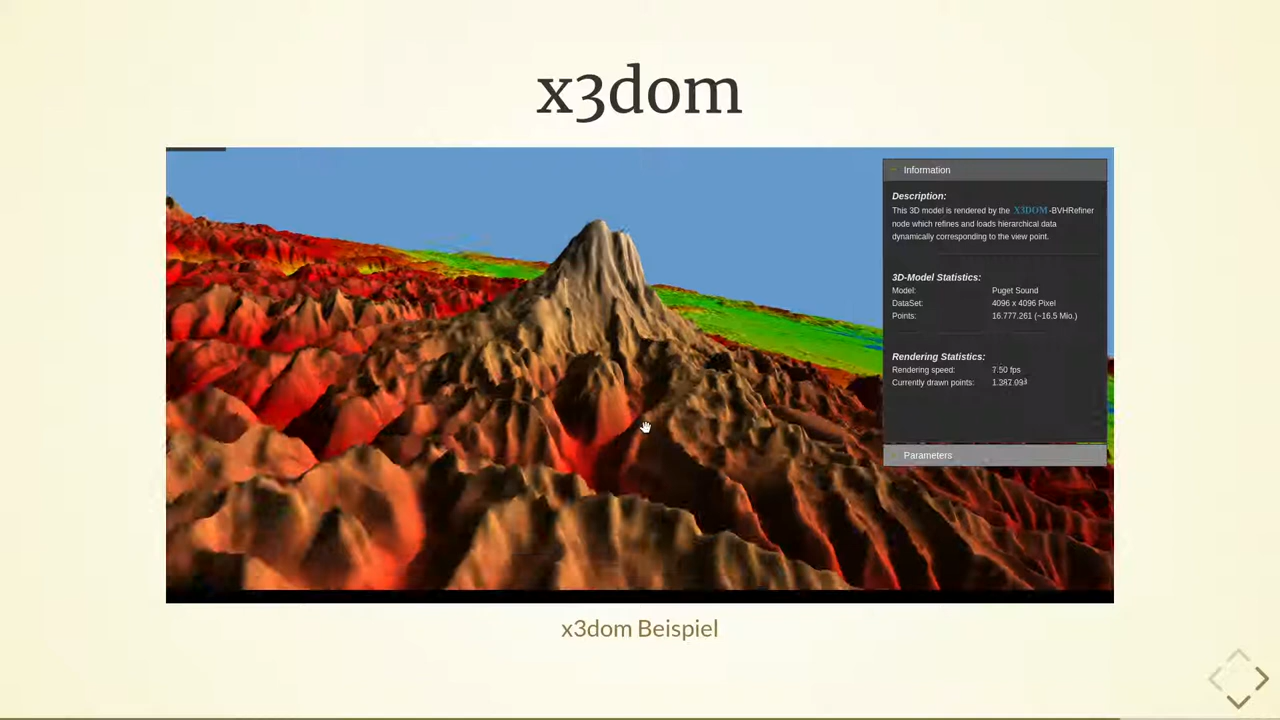 x3dom
Information
Description:
This 3D model is rendered by the X3DOM -BVHRefiner
node which refines and loads hierarchical data
dynamically corresponding to the view point.
3D-Model Statistics:
Model: Puget Sound
DataSet: 4096 x 4096 Pixel
Points: 16.777.261 (~16.5 Mio.)
Rendering Statistics:
Rendering speed: 7.50 fps
Currently drawn points:
Parameters
x3dom Beispiel